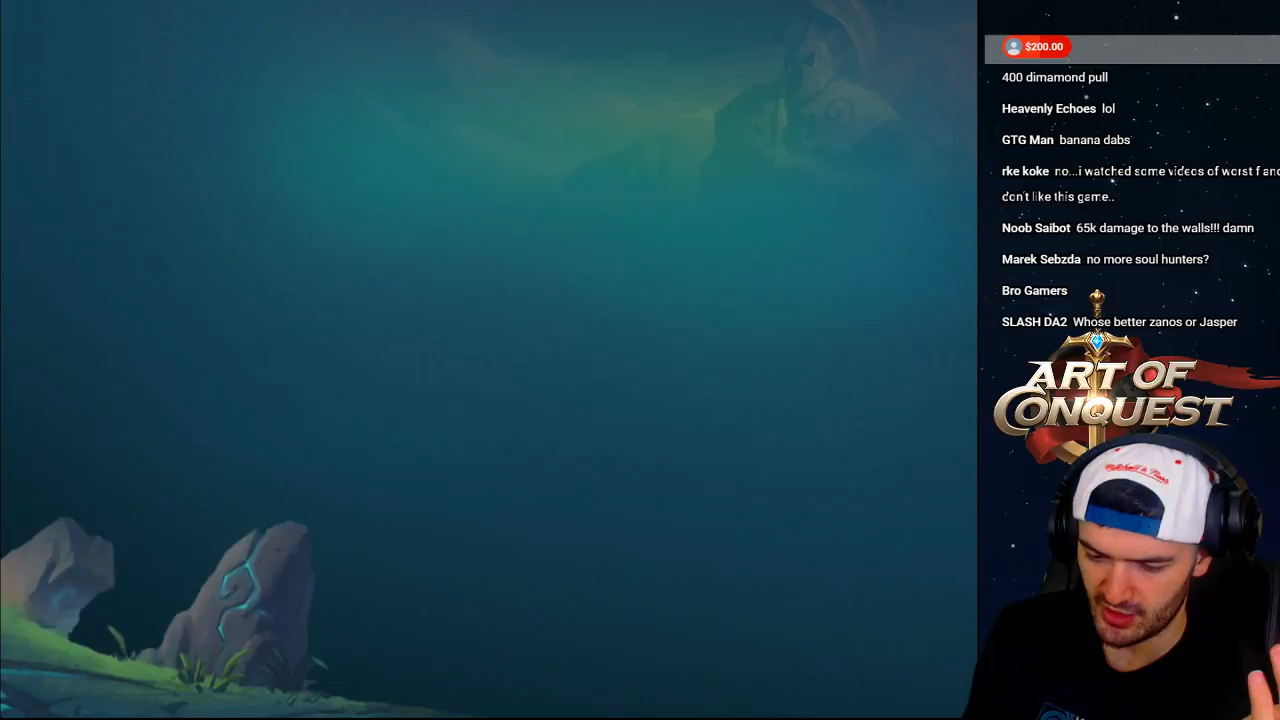 $200.00
400 dimamond pull
Heavenly Echoes lol
GTG Man banana dabs
rke koke no...i watched some videos of worst f and
don't like this game..
Noob Saibot 65k damage to the walls!!! damn
Marek Sebzda no more soul hunters?
Bro Gamers
SLASH DA2 Whose better zanos or Jasper
ART OF
CONQUEST
Mitchell & Ness